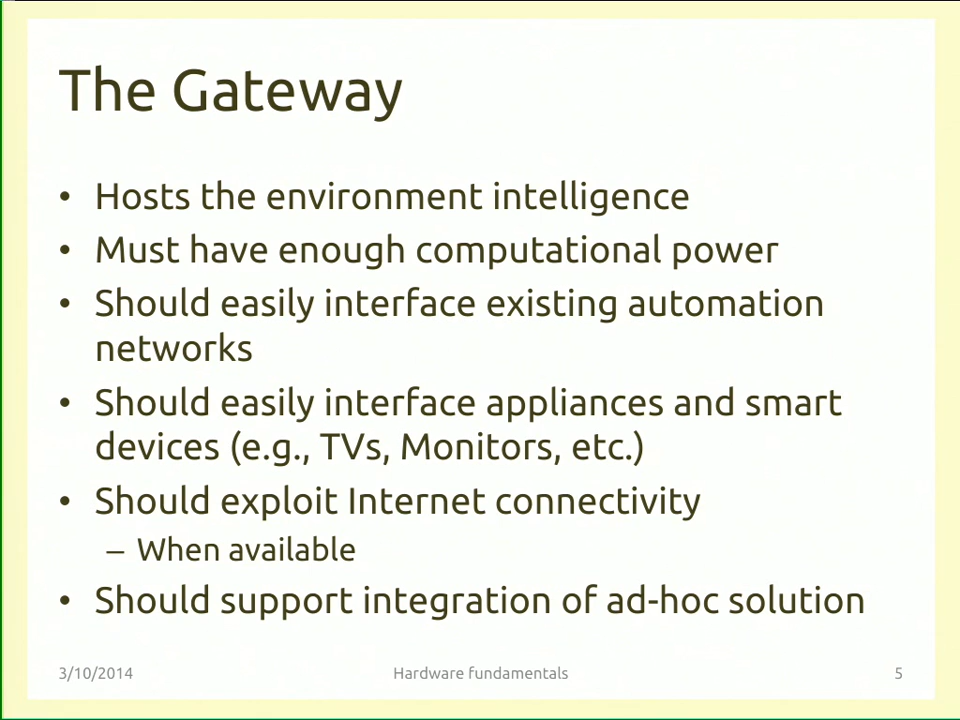 The Gateway
• Hosts the environment intelligence
• Must have enough computational power
• Should easily interface existing automation
networks
• Should easily interface appliances and smart
devices (e.g., TVs, Monitors, etc.)
• Should exploit Internet connectivity
– When available
• Should support integration of ad-hoc solution
3/10/2014
Hardware fundamentals
5